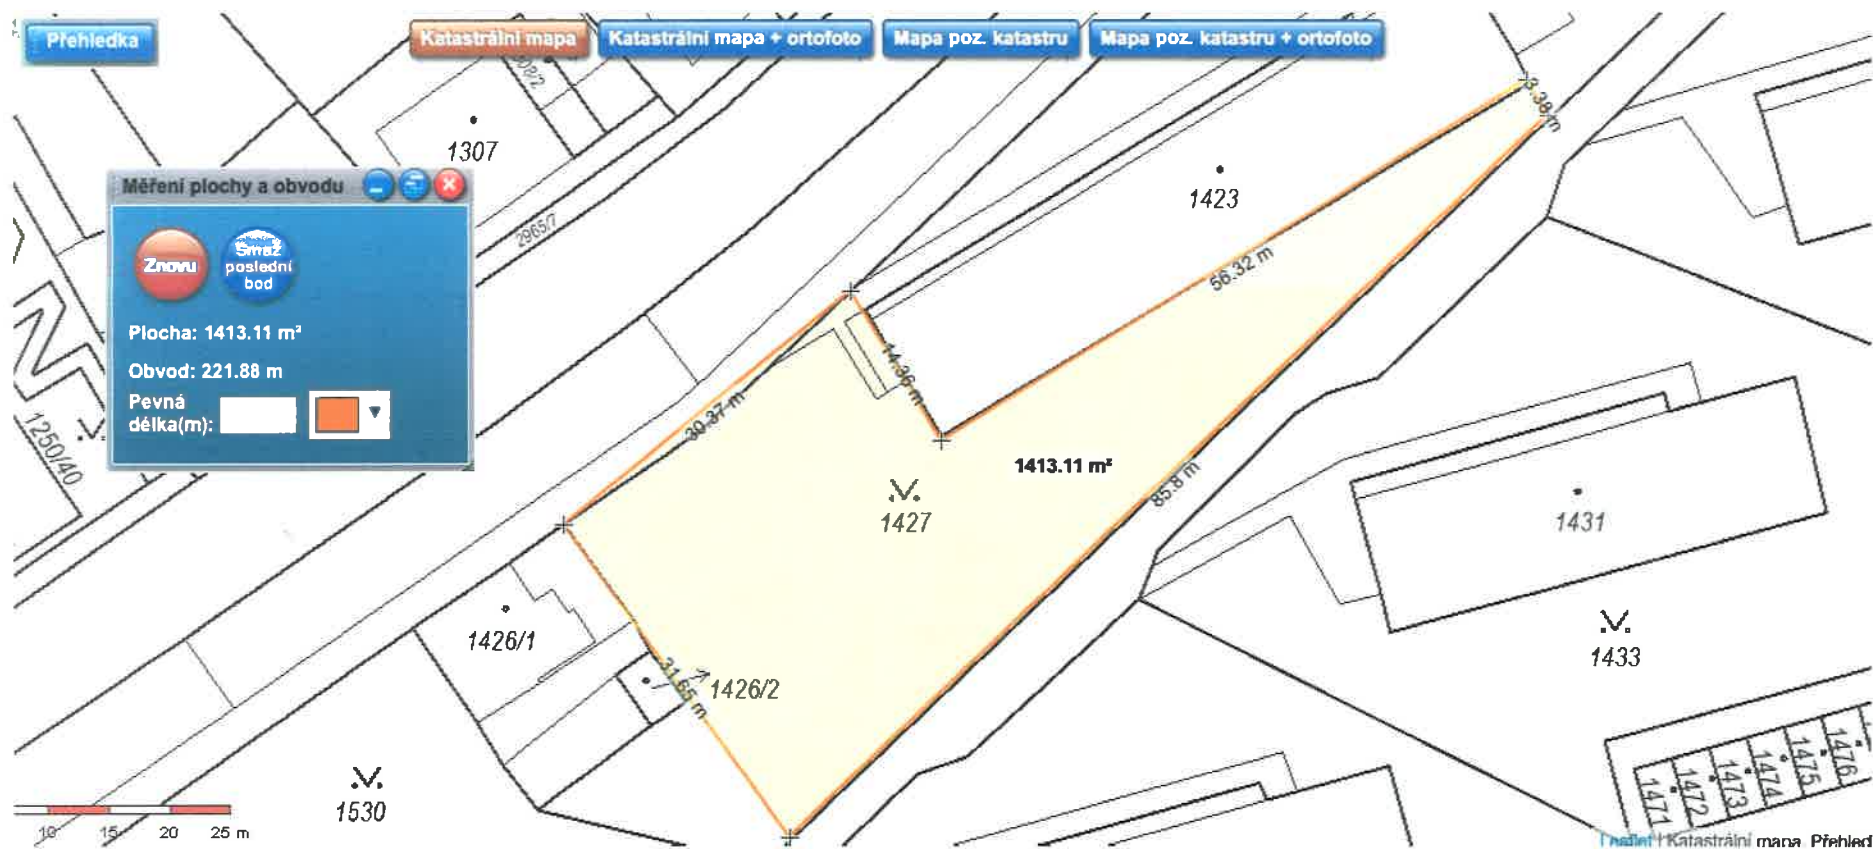 Přehledka
Katastrální mapa
Katastrální mapa + ortofoto
Mapa poz. katastru
Mapa poz. katastru + ortofoto
1307
2965/7
1423
3.38 m
Měření plochy a obvodu
Znovu
Smaž
poslední
bod
Plocha: 1413.11 m²
Obvod: 221.88 m
Pevná
délka(m):
1250/40
56.32 m
14.36 m
30.37 m
1413.11 m²
85.8 m
1427
1431
1426/1
1433
31.65 m
1426/2
1530
1471
1472
1473
1474
1475
1476
10
15
20
25 m
Leaflet | Katastrální mapa, Přehled